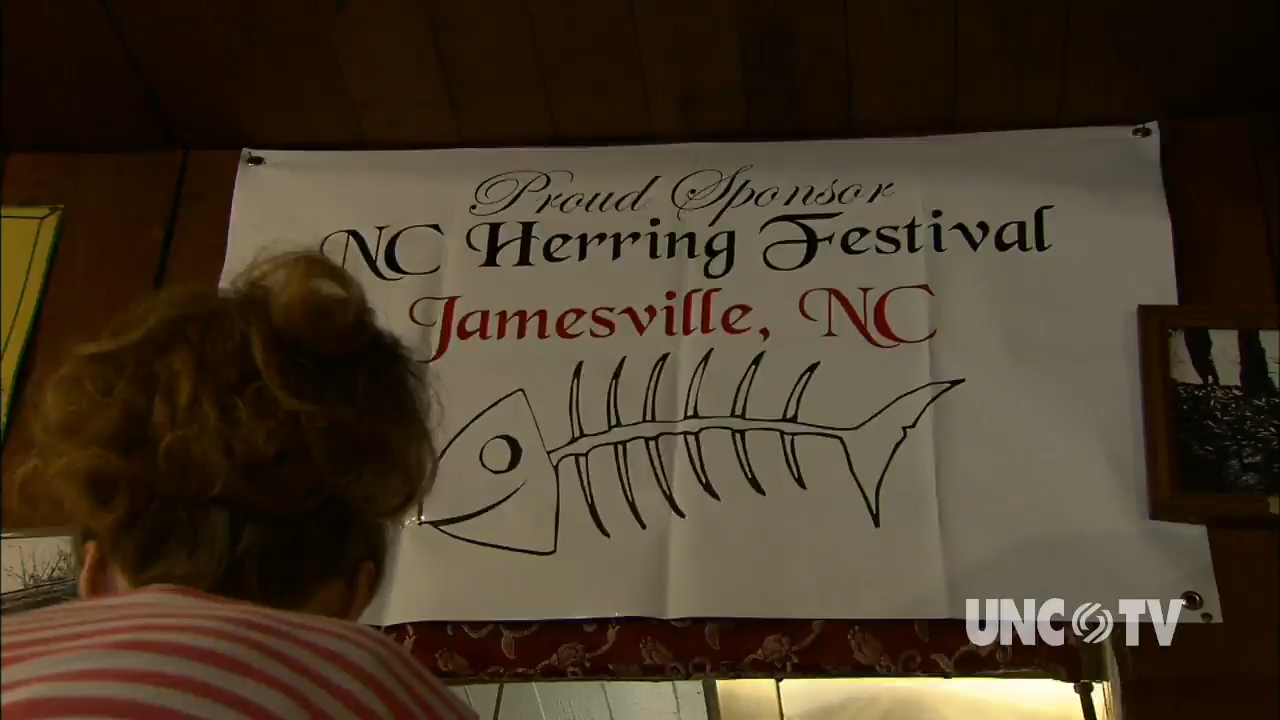 Proud Sponsor
NC Herring Festival
Jamesville, NC
UNC TV